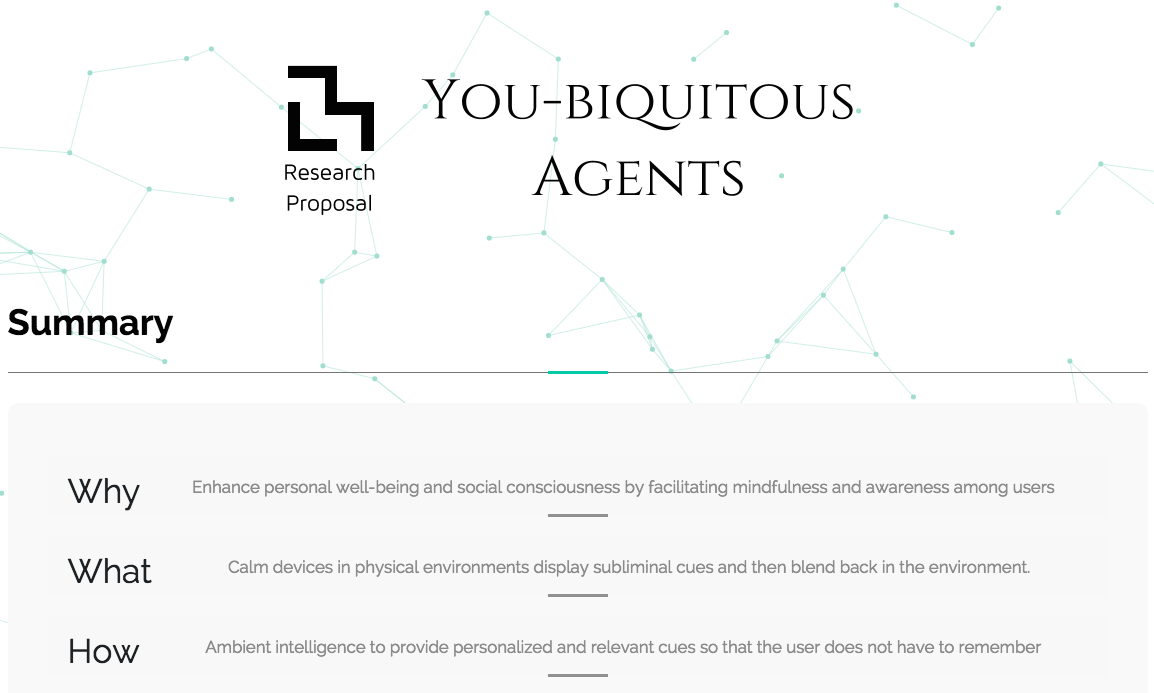 You-biquitous
Agents
Research
Proposal
Summary
Why
Enhance personal well-being and social consciousness by facilitating mindfulness and awareness among users
What
Calm devices in physical environments display subliminal cues and then blend back in the environment.
How
Ambient intelligence to provide personalized and relevant cues so that the user does not have to remember